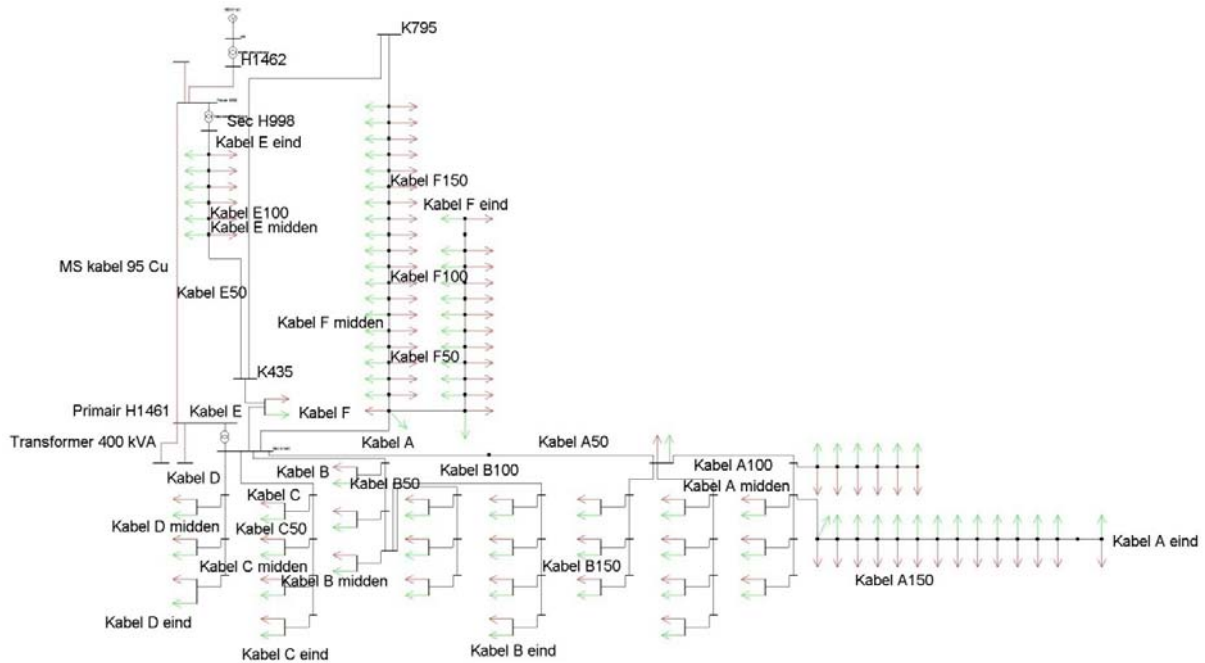 K795
H1462
Sec H998
Kabel E eind
Kabel F150
Kabel F eind
Kabel E100
Kabel E midden
MS kabel 95 Cu
Kabel E50
Kabel F100
Kabel F midden
Kabel F50
K435
Primair H1461
Kabel E
Kabel F
Transformer 400 kVA
Kabel A
Kabel A50
Kabel D
Kabel B
Kabel B100
Kabel A100
Kabel B50
Kabel A midden
Kabel C
Kabel D midden
Kabel C50
Kabel A eind
Kabel C midden
Kabel B midden
Kabel B150
Kabel A150
Kabel D eind
Kabel C eind
Kabel B eind